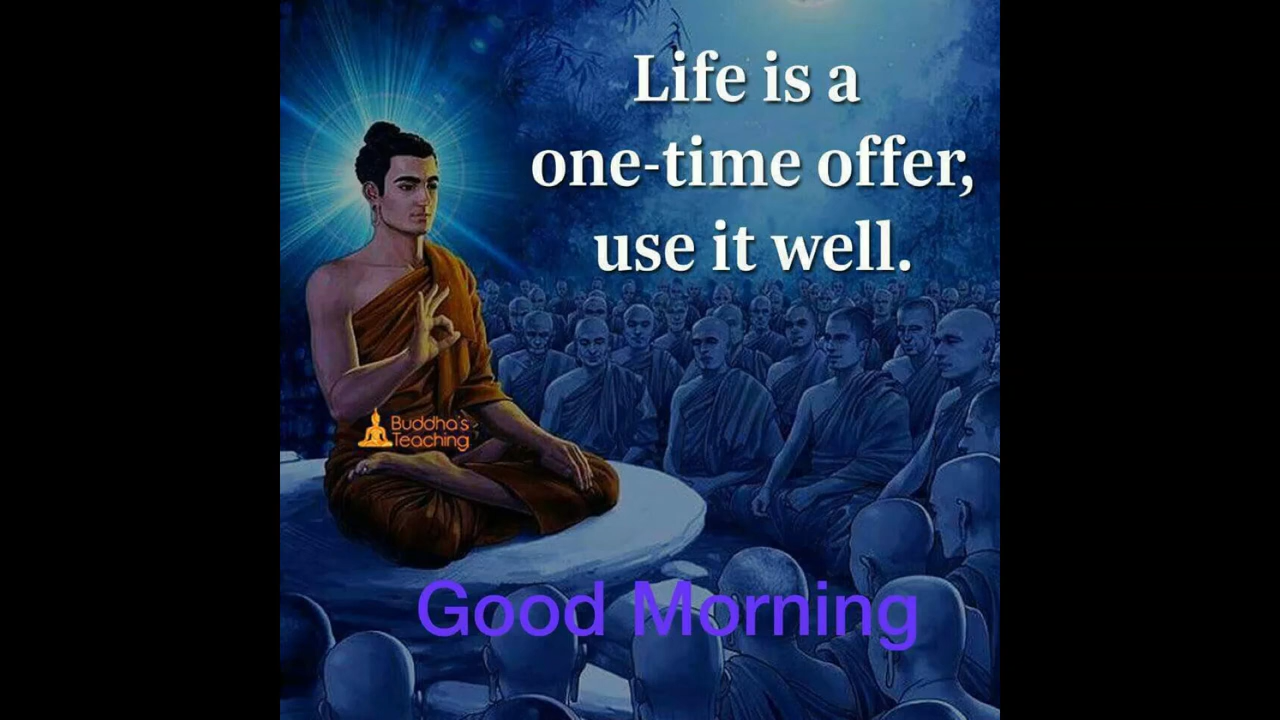 Life is a
one-time offer,
use it well.
Buddha's
Teaching
Good Morning